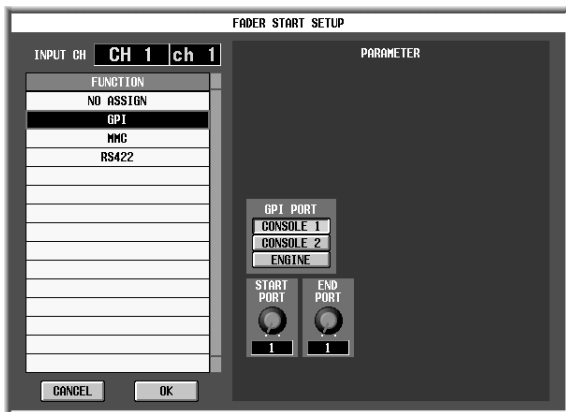 FADER START SETUP
INPUT CH CH 1 ch 1
FUNCTION
NO ASSIGN
GPI
MMC
RS422
CANCEL OK
PARAMETER
GPI PORT
CONSOLE 1
CONSOLE 2
ENGINE
START PORT
1
END PORT
1